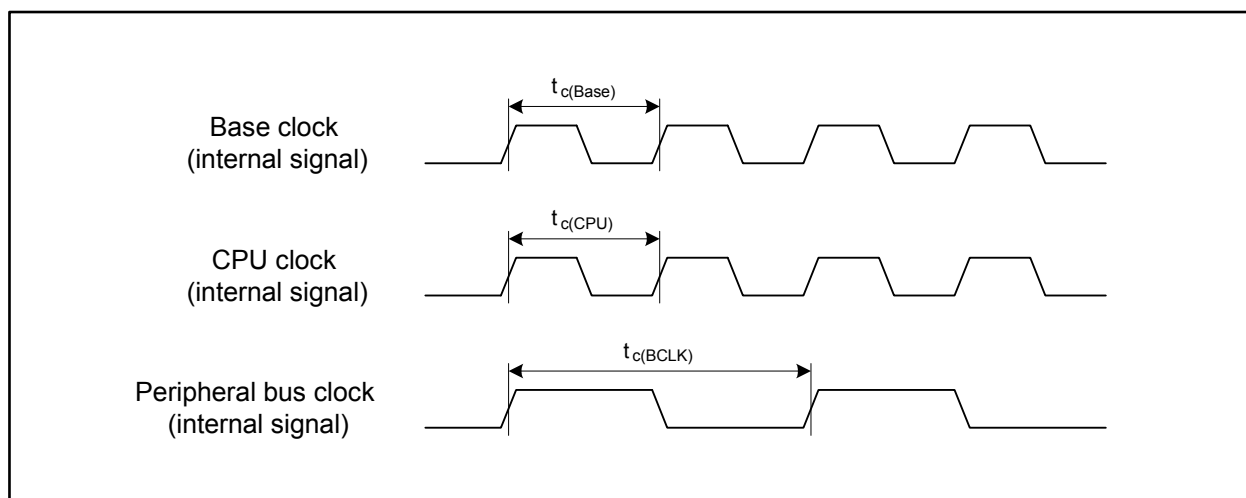 t c(Base)
Base clock
(internal signal)
t c(CPU)
CPU clock
(internal signal)
t c(BCLK)
Peripheral bus clock
(internal signal)